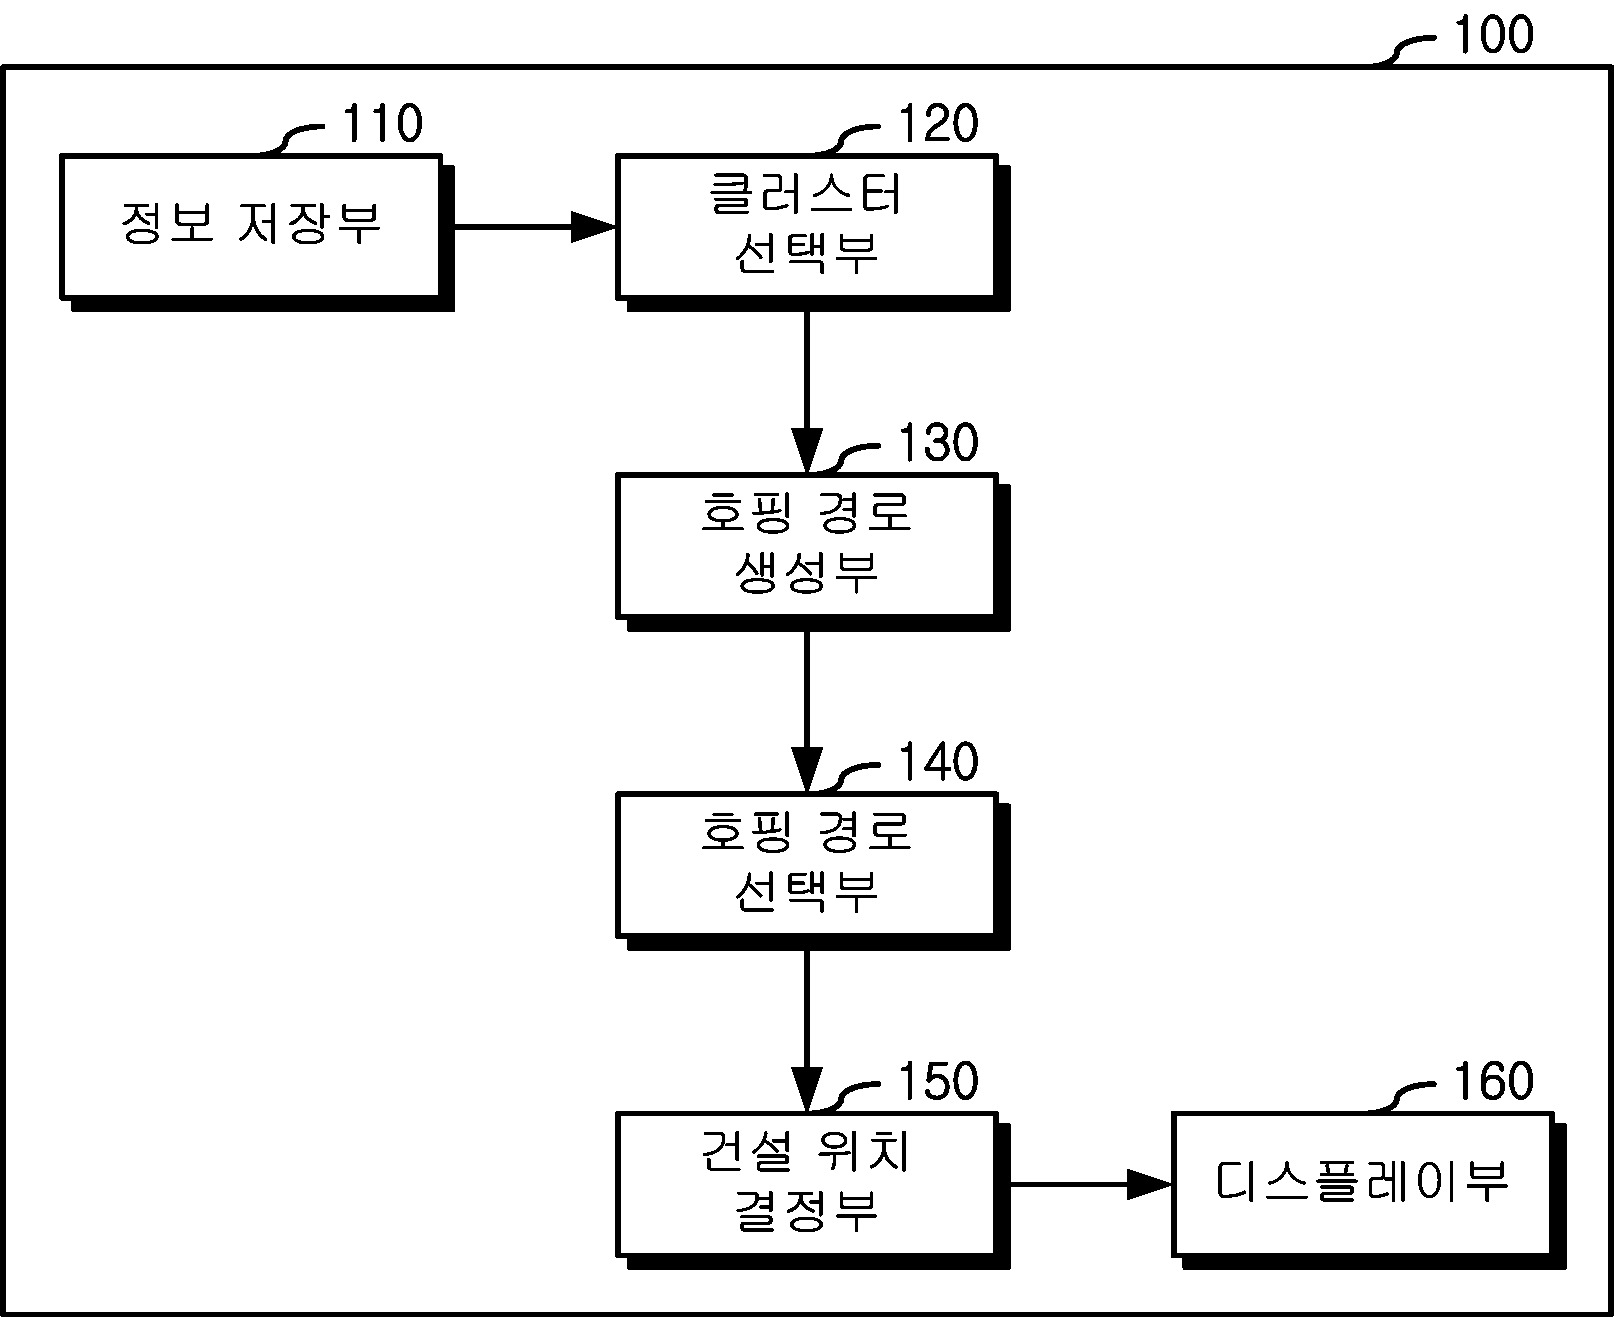 100
110
정보 저장부
120
클러스터
선택부
130
호핑 경로
생성부
140
호핑 경로
선택부
150
건설 위치
결정부
160
디스플레이부